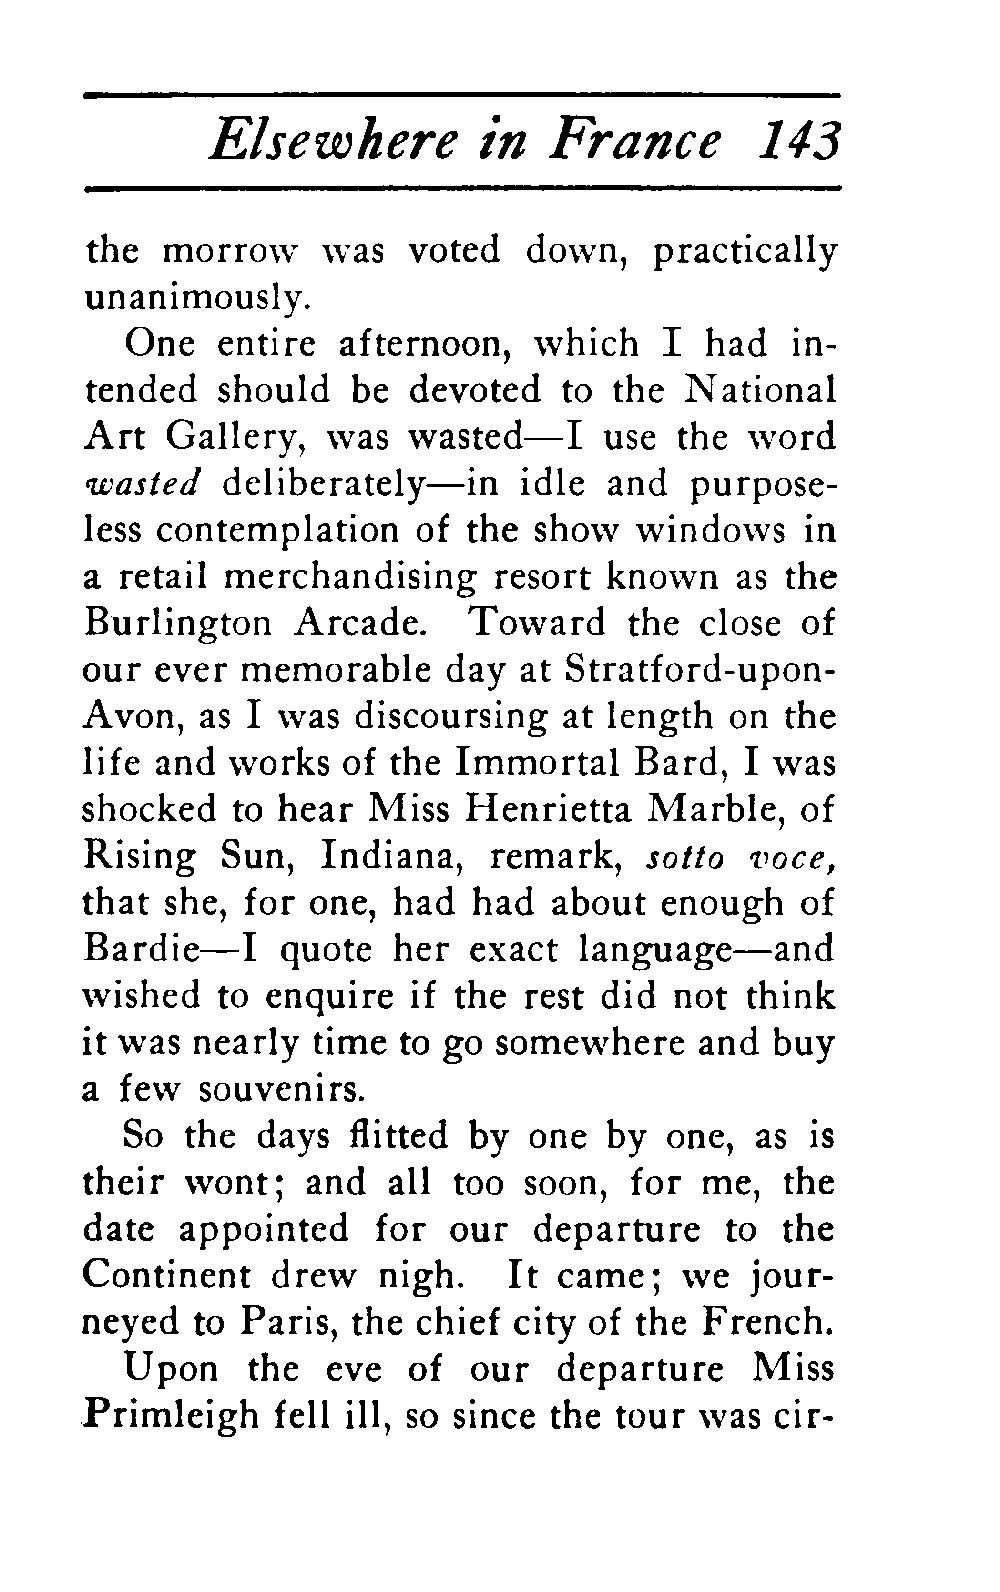 Elsewhere in France 143
the morrow was voted down, practically
unanimously.
One entire afternoon, which I had in-
tended should be devoted to the National
Art Gallery, was wasted—I use the word
wasted deliberately—in idle and purpose-
less contemplation of the show windows in
a retail merchandising resort known as the
Burlington Arcade. Toward the close of
our ever memorable day at Stratford-upon-
Avon, as I was discoursing at length on the
life and works of the Immortal Bard, I was
shocked to hear Miss Henrietta Marble, of
Rising Sun, Indiana, remark, sotto voce,
that she, for one, had had about enough of
Bardie—I quote her exact language—and
wished to enquire if the rest did not think
it was nearly time to go somewhere and buy
a few souvenirs.
So the days flitted by one by one, as is
their wont; and all too soon, for me, the
date appointed for our departure to the
Continent drew nigh. It came; we jour-
neyed to Paris, the chief city of the French.
Upon the eve of our departure Miss
Primleigh fell ill, so since the tour was cir-